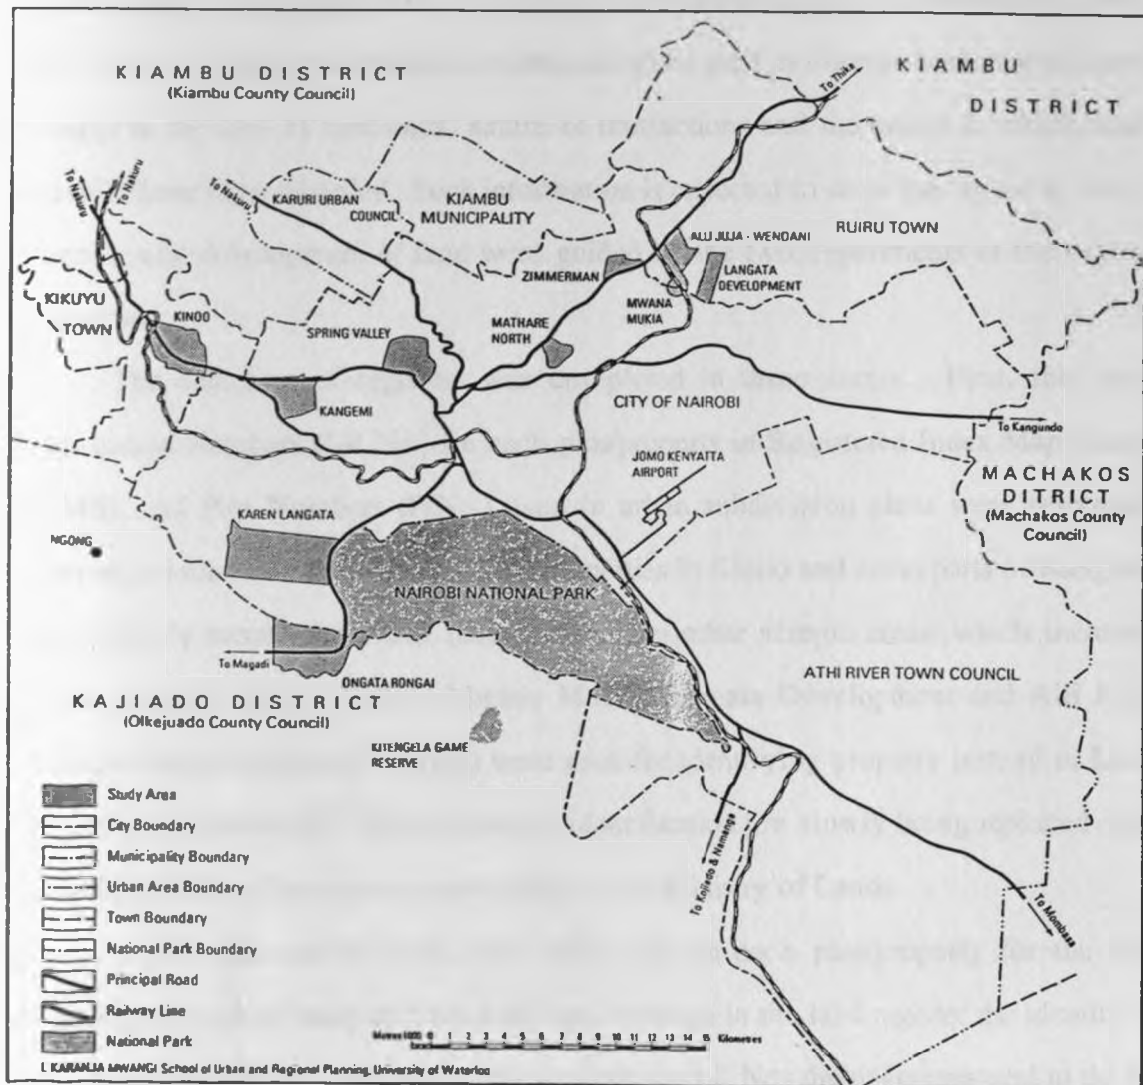 KIAMBU DISTRICT
(Kiambu County Council)
KIAMBU
DISTRICT
To Thika
To Nakuru
To Nakuru
To Nairobi
KARURI URBAN
COUNCIL
KIAMBU
MUNICIPALITY
ALU JUJA - WENDANI
RUIRU TOWN
ZIMMERMAN
LANGATA
DEVELOPMENT
KIKUYU
TOWN
KINOO
SPRING VALLEY
MATHARE
NORTH
MWANA
MUKIA
KANGEMI
CITY OF NAIROBI
To Kangundo
JOMO KENYATTA
AIRPORT
MACHAKOS
DITRICT
(Machakos County
Council)
KAREN LANGATA
NGONG
NAIROBI NATIONAL PARK
To Magadi
ONGATA RONGAI
ATHI RIVER TOWN COUNCIL
KAJIADO DISTRICT
(Olkejuado County Council)
KITENGELA GAME
RESERVE
To Kajiado & Namanga
To Mombasa
Study Area
City Boundary
Municipality Boundary
Urban Area Boundary
Town Boundary
National Park Boundary
Principal Road
Railway Line
National Park
Kilometres
I. KARANJA MWANGI School of Urban and Regional Planning, University of Waterloo